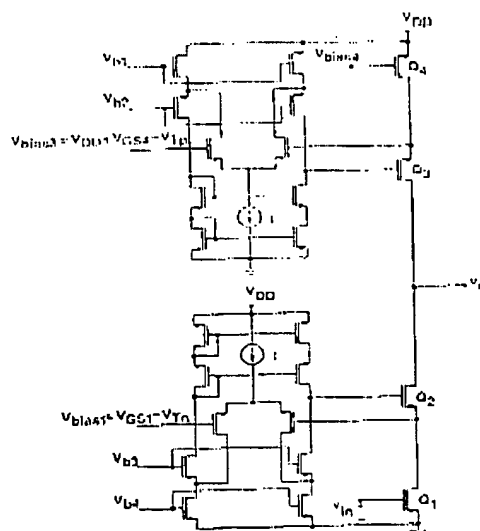 VDD
Vb1
Vbias4
Q4
Vb2
Vbias3=VDD+VGS4-VTp
Q3
I
VDD
I
Q2
Vbias1=VGS1-VTn
Vb3
Vb4
Vin
Q1